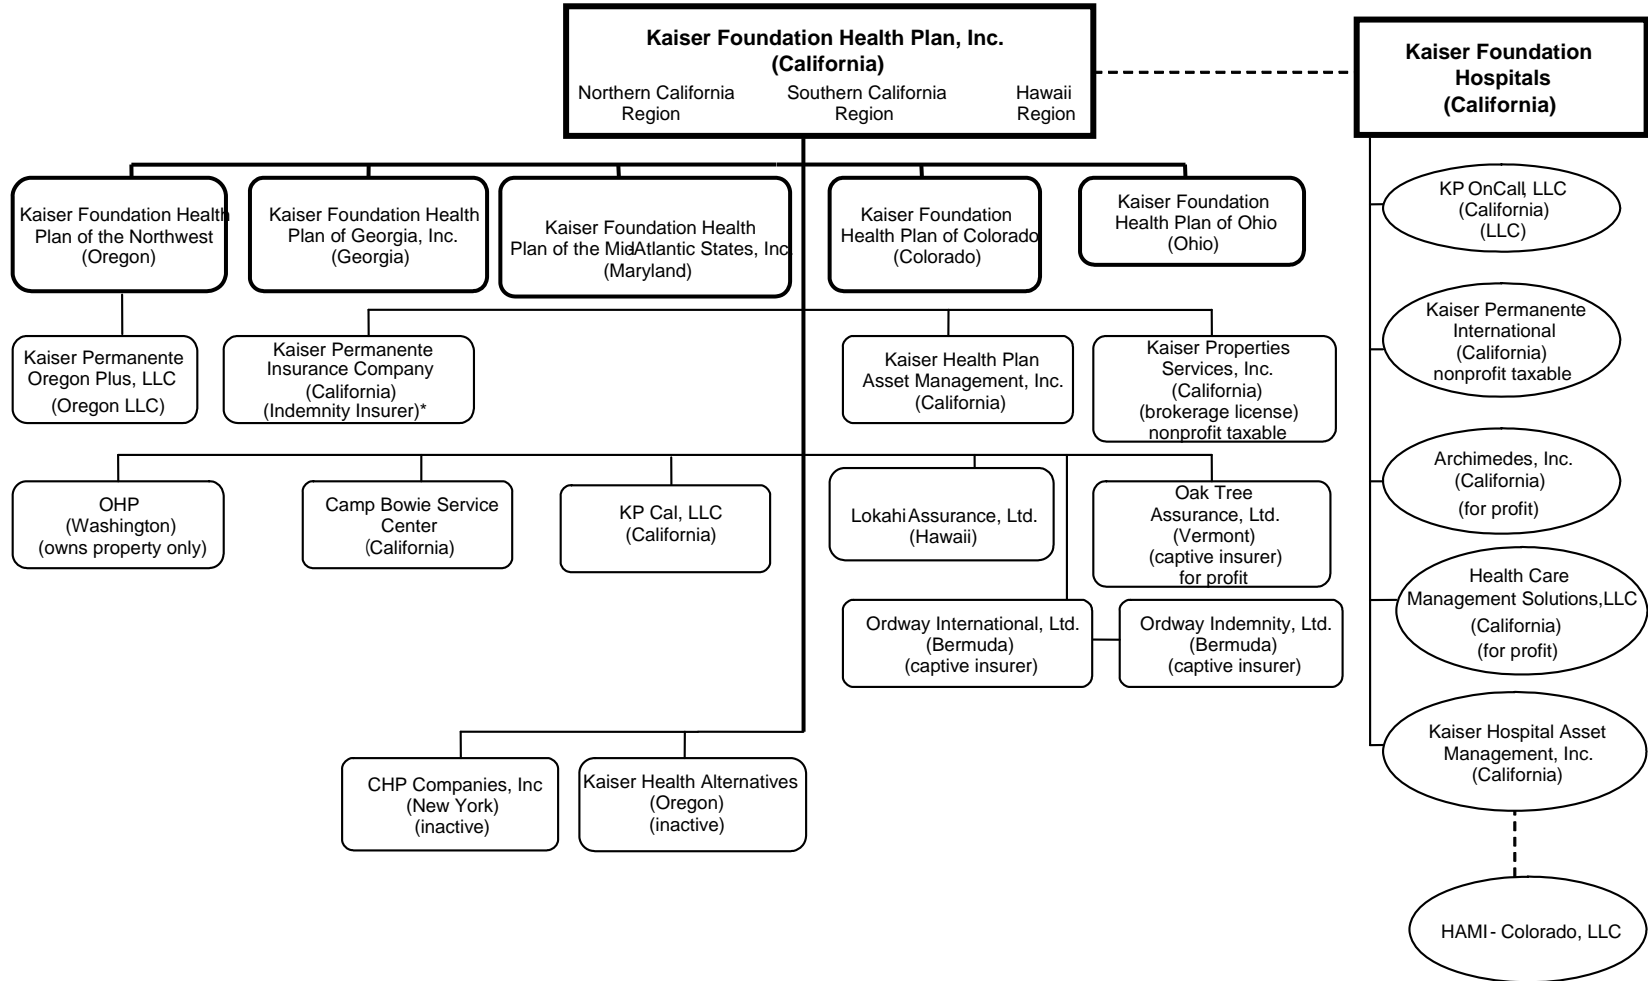 Kaiser Foundation Health Plan, Inc.
(California)
Northern California
Region
Southern California
Region
Hawaii
Region
Kaiser Foundation
Hospitals
(California)
Kaiser Foundation Health
Plan of the Northwest
(Oregon)
Kaiser Foundation Health
Plan of Georgia, Inc.
(Georgia)
Kaiser Foundation Health
Plan of the MidAtlantic States, Inc.
(Maryland)
Kaiser Foundation
Health Plan of Colorado
(Colorado)
Kaiser Foundation
Health Plan of Ohio
(Ohio)
KP OnCall, LLC
(California)
(LLC)
Kaiser Permanente
International
(California)
nonprofit taxable
Kaiser Permanente
Oregon Plus, LLC
(Oregon LLC)
Kaiser Permanente
Insurance Company
(California)
(Indemnity Insurer)*
Kaiser Health Plan
Asset Management, Inc.
(California)
Kaiser Properties
Services, Inc.
(California)
(brokerage license)
nonprofit taxable
Archimedes, Inc.
(California)
(for profit)
OHP
(Washington)
(owns property only)
Camp Bowie Service
Center
(California)
KP Cal, LLC
(California)
Lokahi Assurance, Ltd.
(Hawaii)
Oak Tree
Assurance, Ltd.
(Vermont)
(captive insurer)
for profit
Health Care
Management Solutions,LLC
(California)
(for profit)
Ordway International, Ltd.
(Bermuda)
(captive insurer)
Ordway Indemnity, Ltd.
(Bermuda)
(captive insurer)
Kaiser Hospital Asset
Management, Inc.
(California)
CHP Companies, Inc
(New York)
(inactive)
Kaiser Health Alternatives
(Oregon)
(inactive)
HAMI - Colorado, LLC